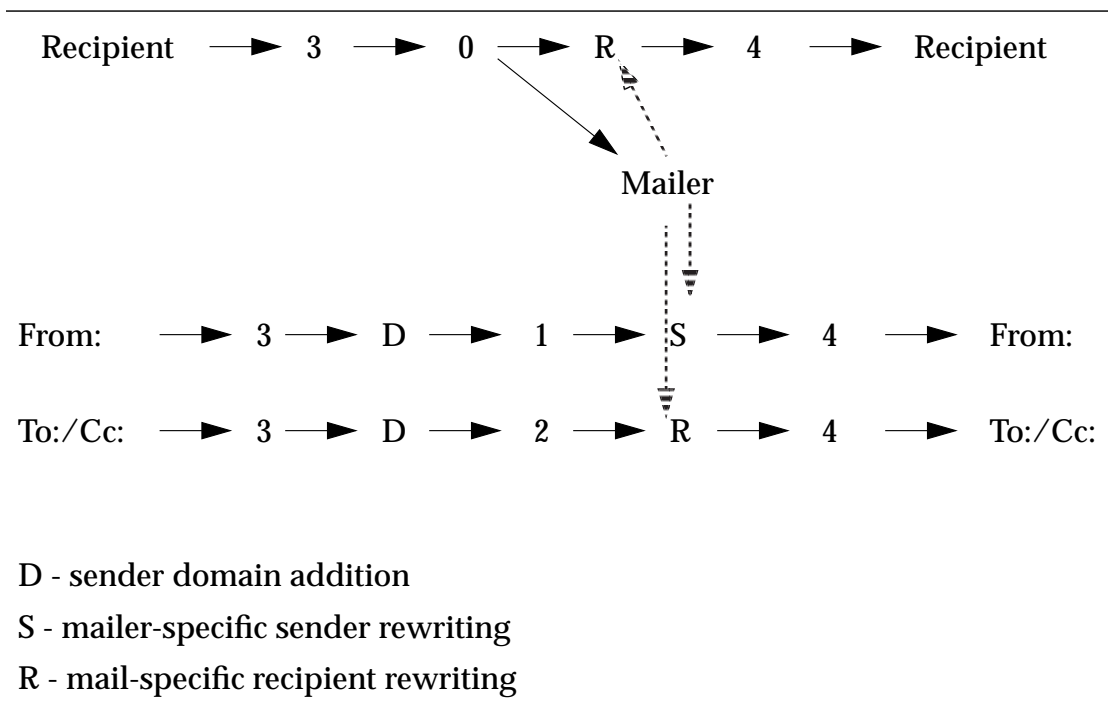 Recipient 3 0 R 4 Recipient
Mailer
From: 3 D 1 S 4 From:
To:/Cc: 3 D 2 R 4 To:/Cc:
D - sender domain addition
S - mailer-specific sender rewriting
R - mail-specific recipient rewriting